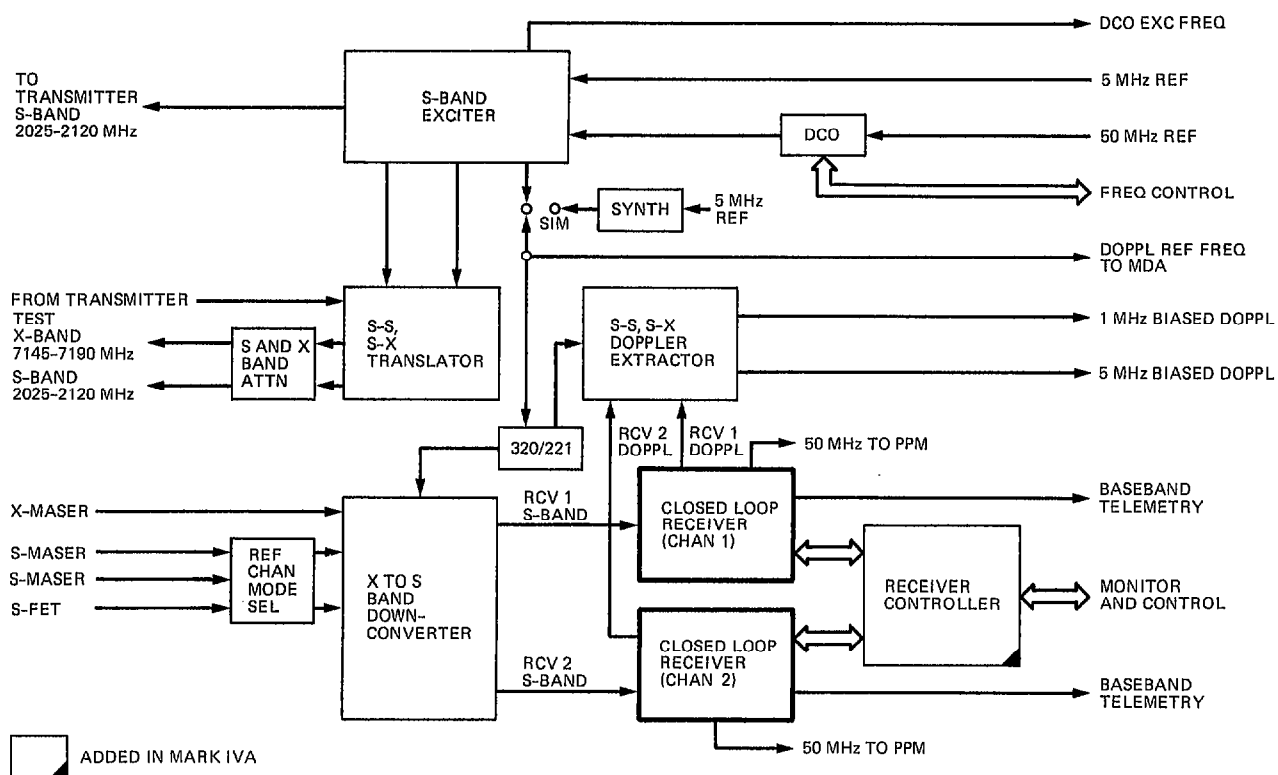 DCO EXC FREQ
TO
TRANSMITTER
S-BAND
2025-2120 MHz
S-BAND
EXCITER
5 MHz REF
DCO
50 MHz REF
FREQ CONTROL
SIM
SYNTH
5 MHz
REF
DOPPL REF FREQ
TO MDA
FROM TRANSMITTER
TEST
X-BAND
7145-7190 MHz
S-BAND
2025-2120 MHz
S AND X
BAND
ATTN
S-S,
S-X
TRANSLATOR
S-S, S-X
DOPPLER
EXTRACTOR
1 MHz BIASED DOPPL
5 MHz BIASED DOPPL
320/221
RCV 2
DOPPL
RCV 1
DOPPL
50 MHz TO PPM
X-MASER
S-MASER
S-MASER
S-FET
REF
CHAN
MODE
SEL
X TO S
BAND
DOWN-
CONVERTER
RCV 1
S-BAND
RCV 2
S-BAND
CLOSED LOOP
RECEIVER
(CHAN 1)
BASEBAND
TELEMETRY
RECEIVER
CONTROLLER
MONITOR
AND CONTROL
CLOSED LOOP
RECEIVER
(CHAN 2)
BASEBAND
TELEMETRY
50 MHz TO PPM
ADDED IN MARK IVA